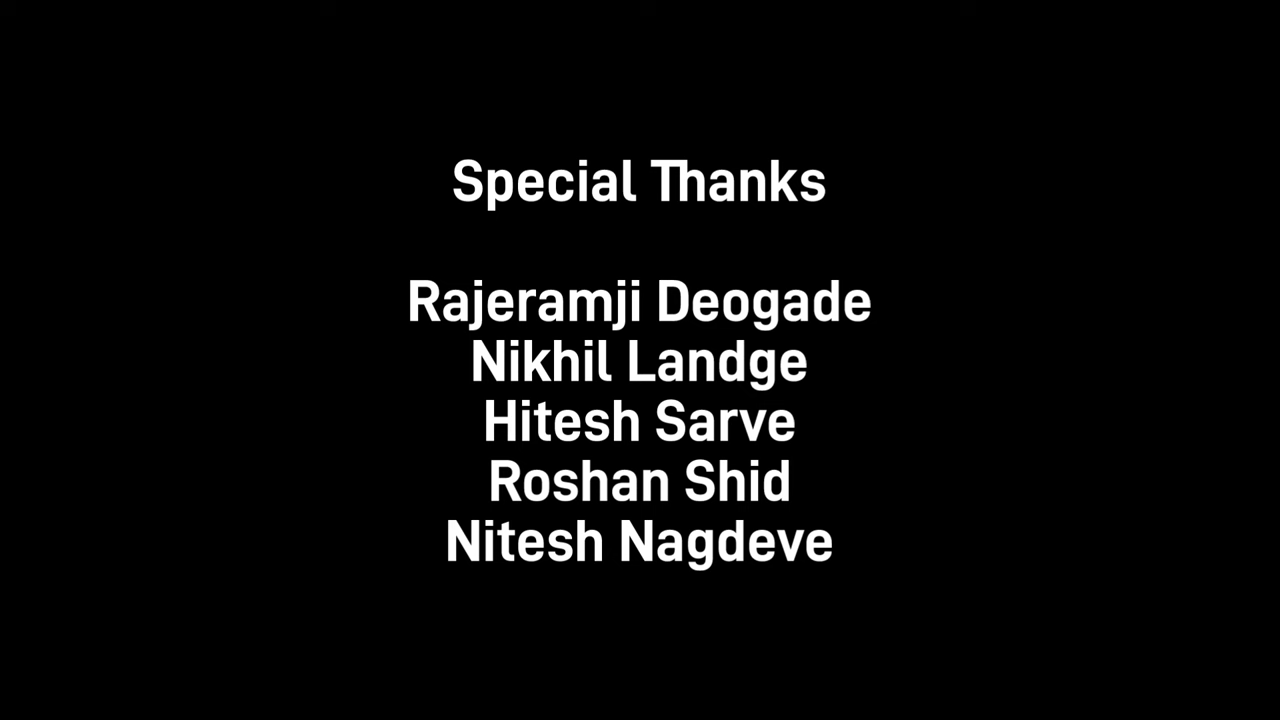 Special Thanks
Rajeramji Deogade
Nikhil Landge
Hitesh Sarve
Roshan Shid
Nitesh Nagdeve